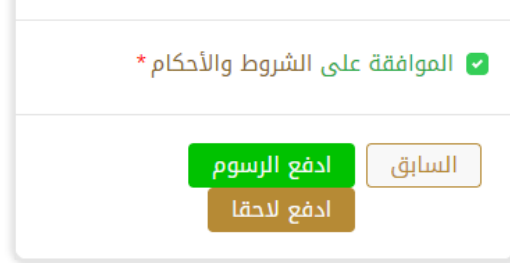 الموافقة على الشروط والأحكام *
السابق
ادفع الرسوم
ادفع لاحقا